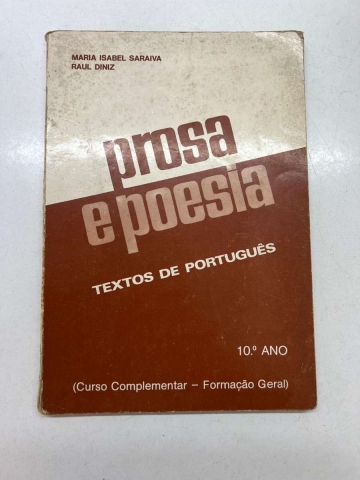 MARIA ISABEL SARAIVA
RAUL DINIZ
prosa
e poesia
TEXTOS DE PORTUGUÊS
10.º ANO
(Curso Complementar – Formação Geral)